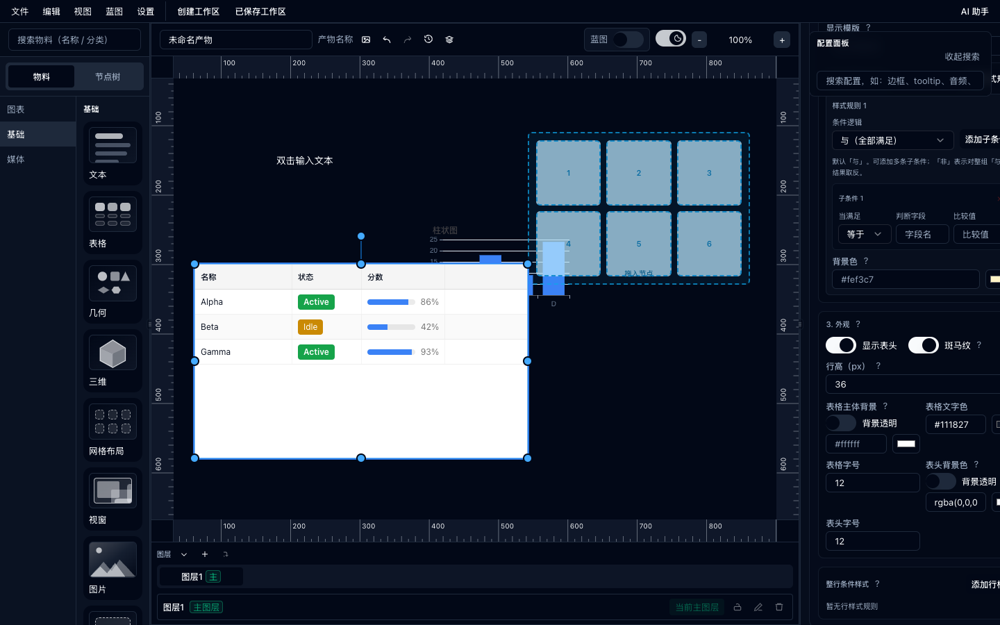 文件 编辑 视图 蓝图 设置 创建工作区 已保存工作区 AI 助手
搜索物料（名称 / 分类）
物料 节点树
图表
基础
媒体
基础
文本
表格
几何
三维
网格布局
视窗
图片
未命名产物 产物名称 蓝图 - 100% +
100 200 300 400 500 600 700 800
100
200
300
400
500
600
双击输入文本
柱状图
25
20
15
D
1 2 3
4 5 6
拖入节点
名称 状态 分数
Alpha Active 86%
Beta Idle 42%
Gamma Active 93%
100
200
300
400
500
600
100 200 300 400 500 600 700 800
图层
图层1 主
图层1 主图层 当前主图层
显示模版 ?
配置面板
收起搜索
搜索配置，如：边框、tooltip、音频、
样式规则 1
条件逻辑
与（全部满足） 添加子条
默认「与」。可添加多条子条件；「非」表示对整组「与
结果取反。
子条件 1
当满足 判断字段 比较值
等于 字段名 比较值
背景色 ?
#fef3c7
3. 外观 ?
显示表头 斑马纹 ?
行高（px） ?
36
表格主体背景 ? 表格文字色
背景透明 #111827
#ffffff
表格字号 表头背景色 ?
12 背景透明
rgba(0,0,0
表头字号
12
整行条件样式 ? 添加行
暂无行样式规则